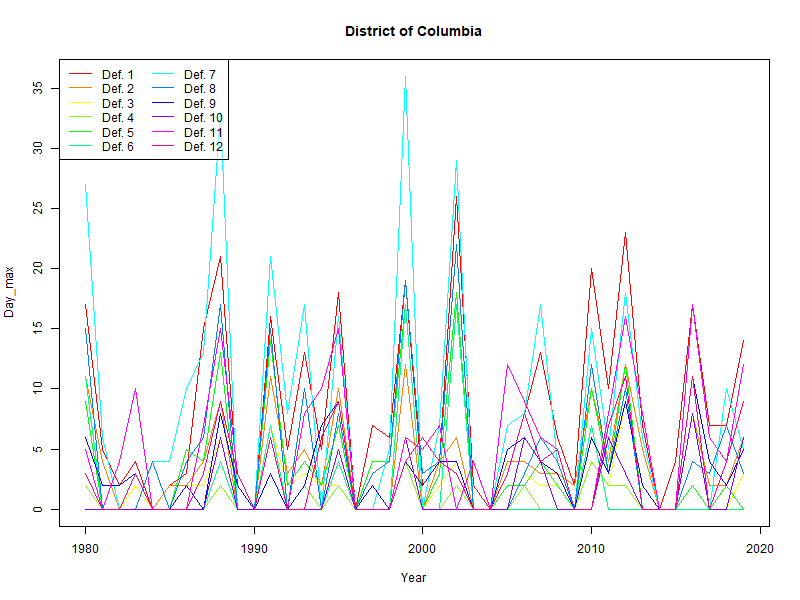 District of Columbia
Def. 1 Def. 7
Def. 2 Def. 8
Def. 3 Def. 9
Def. 4 Def. 10
Def. 5 Def. 11
Def. 6 Def. 12
35
30
25
20
15
10
5
0
Day_max
1980 1990 2000 2010 2020
Year